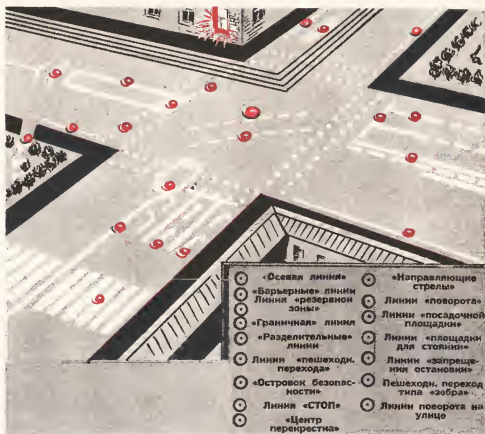 «Осевая линия»
«Барьерные» линии
Линия «резервной
зоны»
«Граничная» линия
«Разделительные»
линии
Линии «пешеходн.
перехода»
«Островок безопас-
ности»
Линия «СТОП»
«Центр
перекрестка»
«Направляющие
стрелы»
Линии «поворота»
Линии «посадочной
площадки»
Линии «площадки
для стоянки»
Линии «запреще-
ния остановки»
Пешеходн. переход
типа «зебра»
Линии поворота на
улице